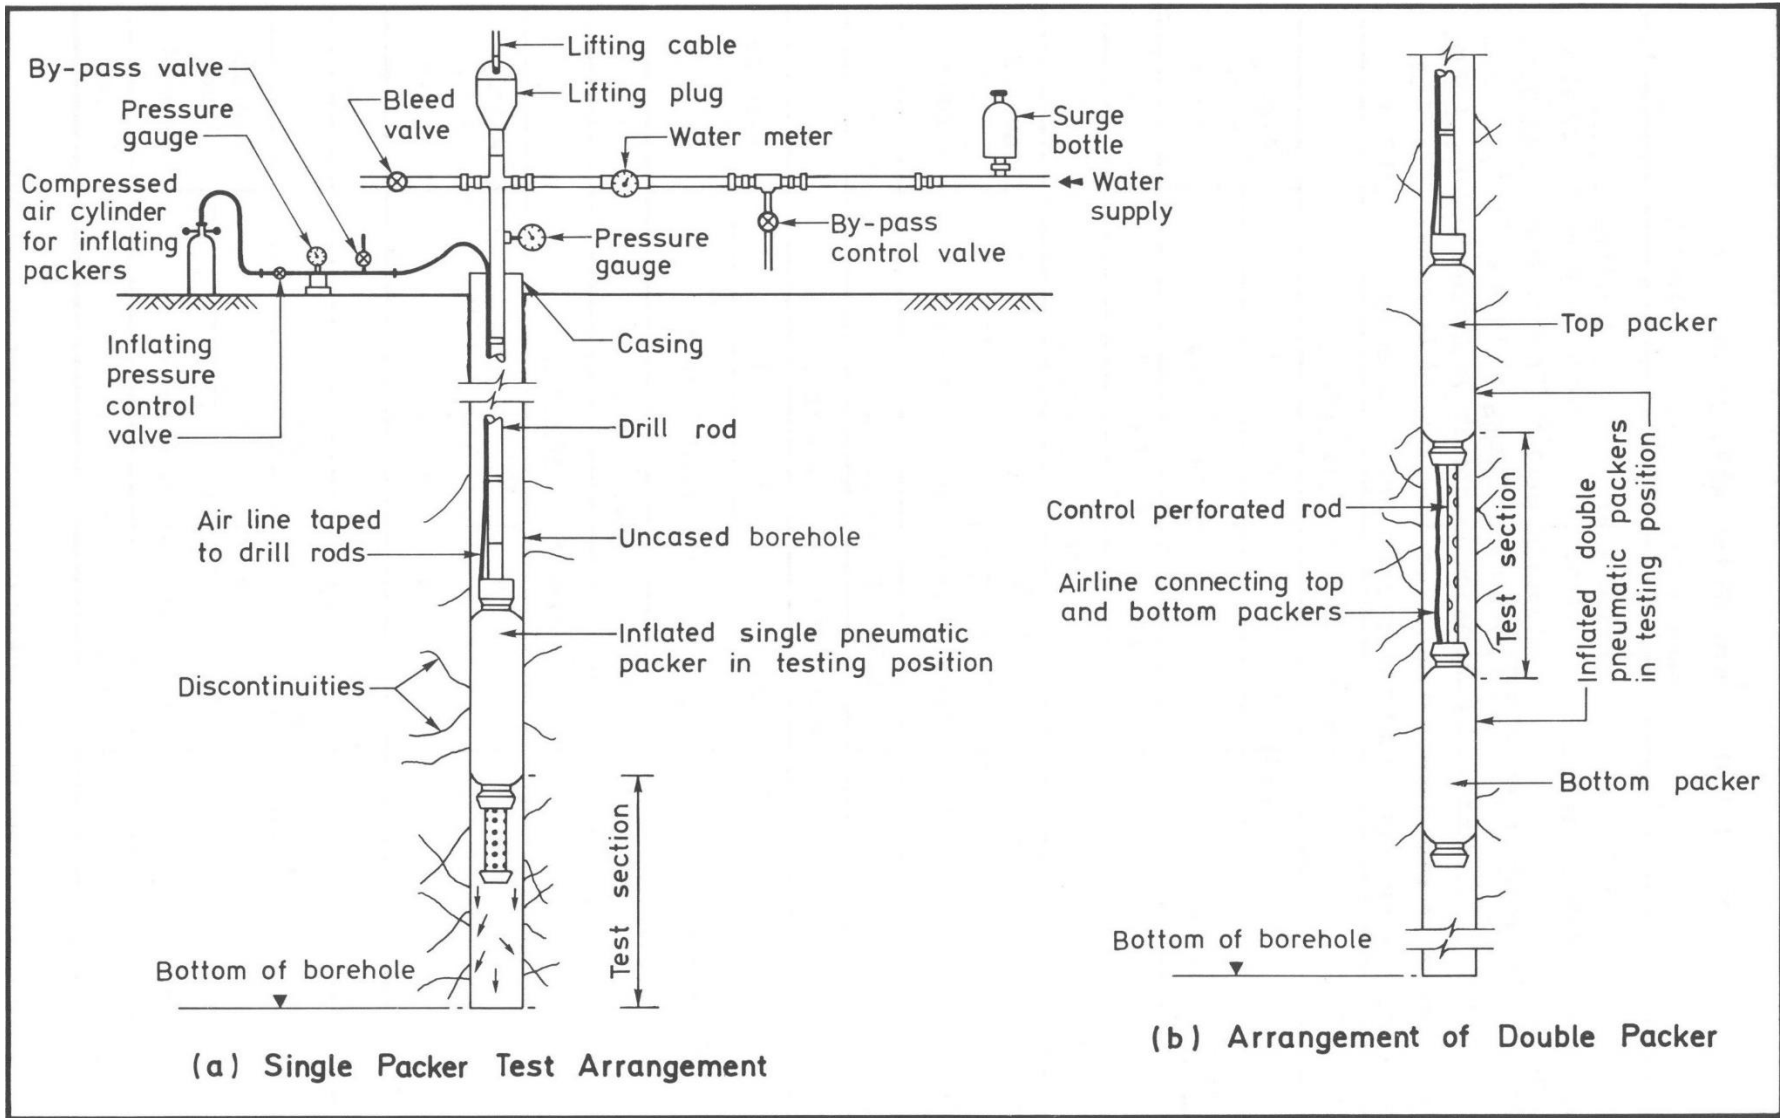 Lifting cable
By-pass valve
Lifting plug
Bleed
valve
Pressure
gauge
Water meter
Surge
bottle
Compressed
air cylinder
for inflating
packers
Water
supply
By-pass
control valve
Pressure
gauge
Inflating
pressure
control
valve
Casing
Drill rod
Air line taped
to drill rods
Uncased borehole
Inflated single pneumatic
packer in testing position
Discontinuities
Test section
Bottom of borehole
(a) Single Packer Test Arrangement
Top packer
Control perforated rod
Airline connecting top
and bottom packers
Test section
Inflated double
pneumatic packers
in testing position
Bottom packer
Bottom of borehole
(b) Arrangement of Double Packer